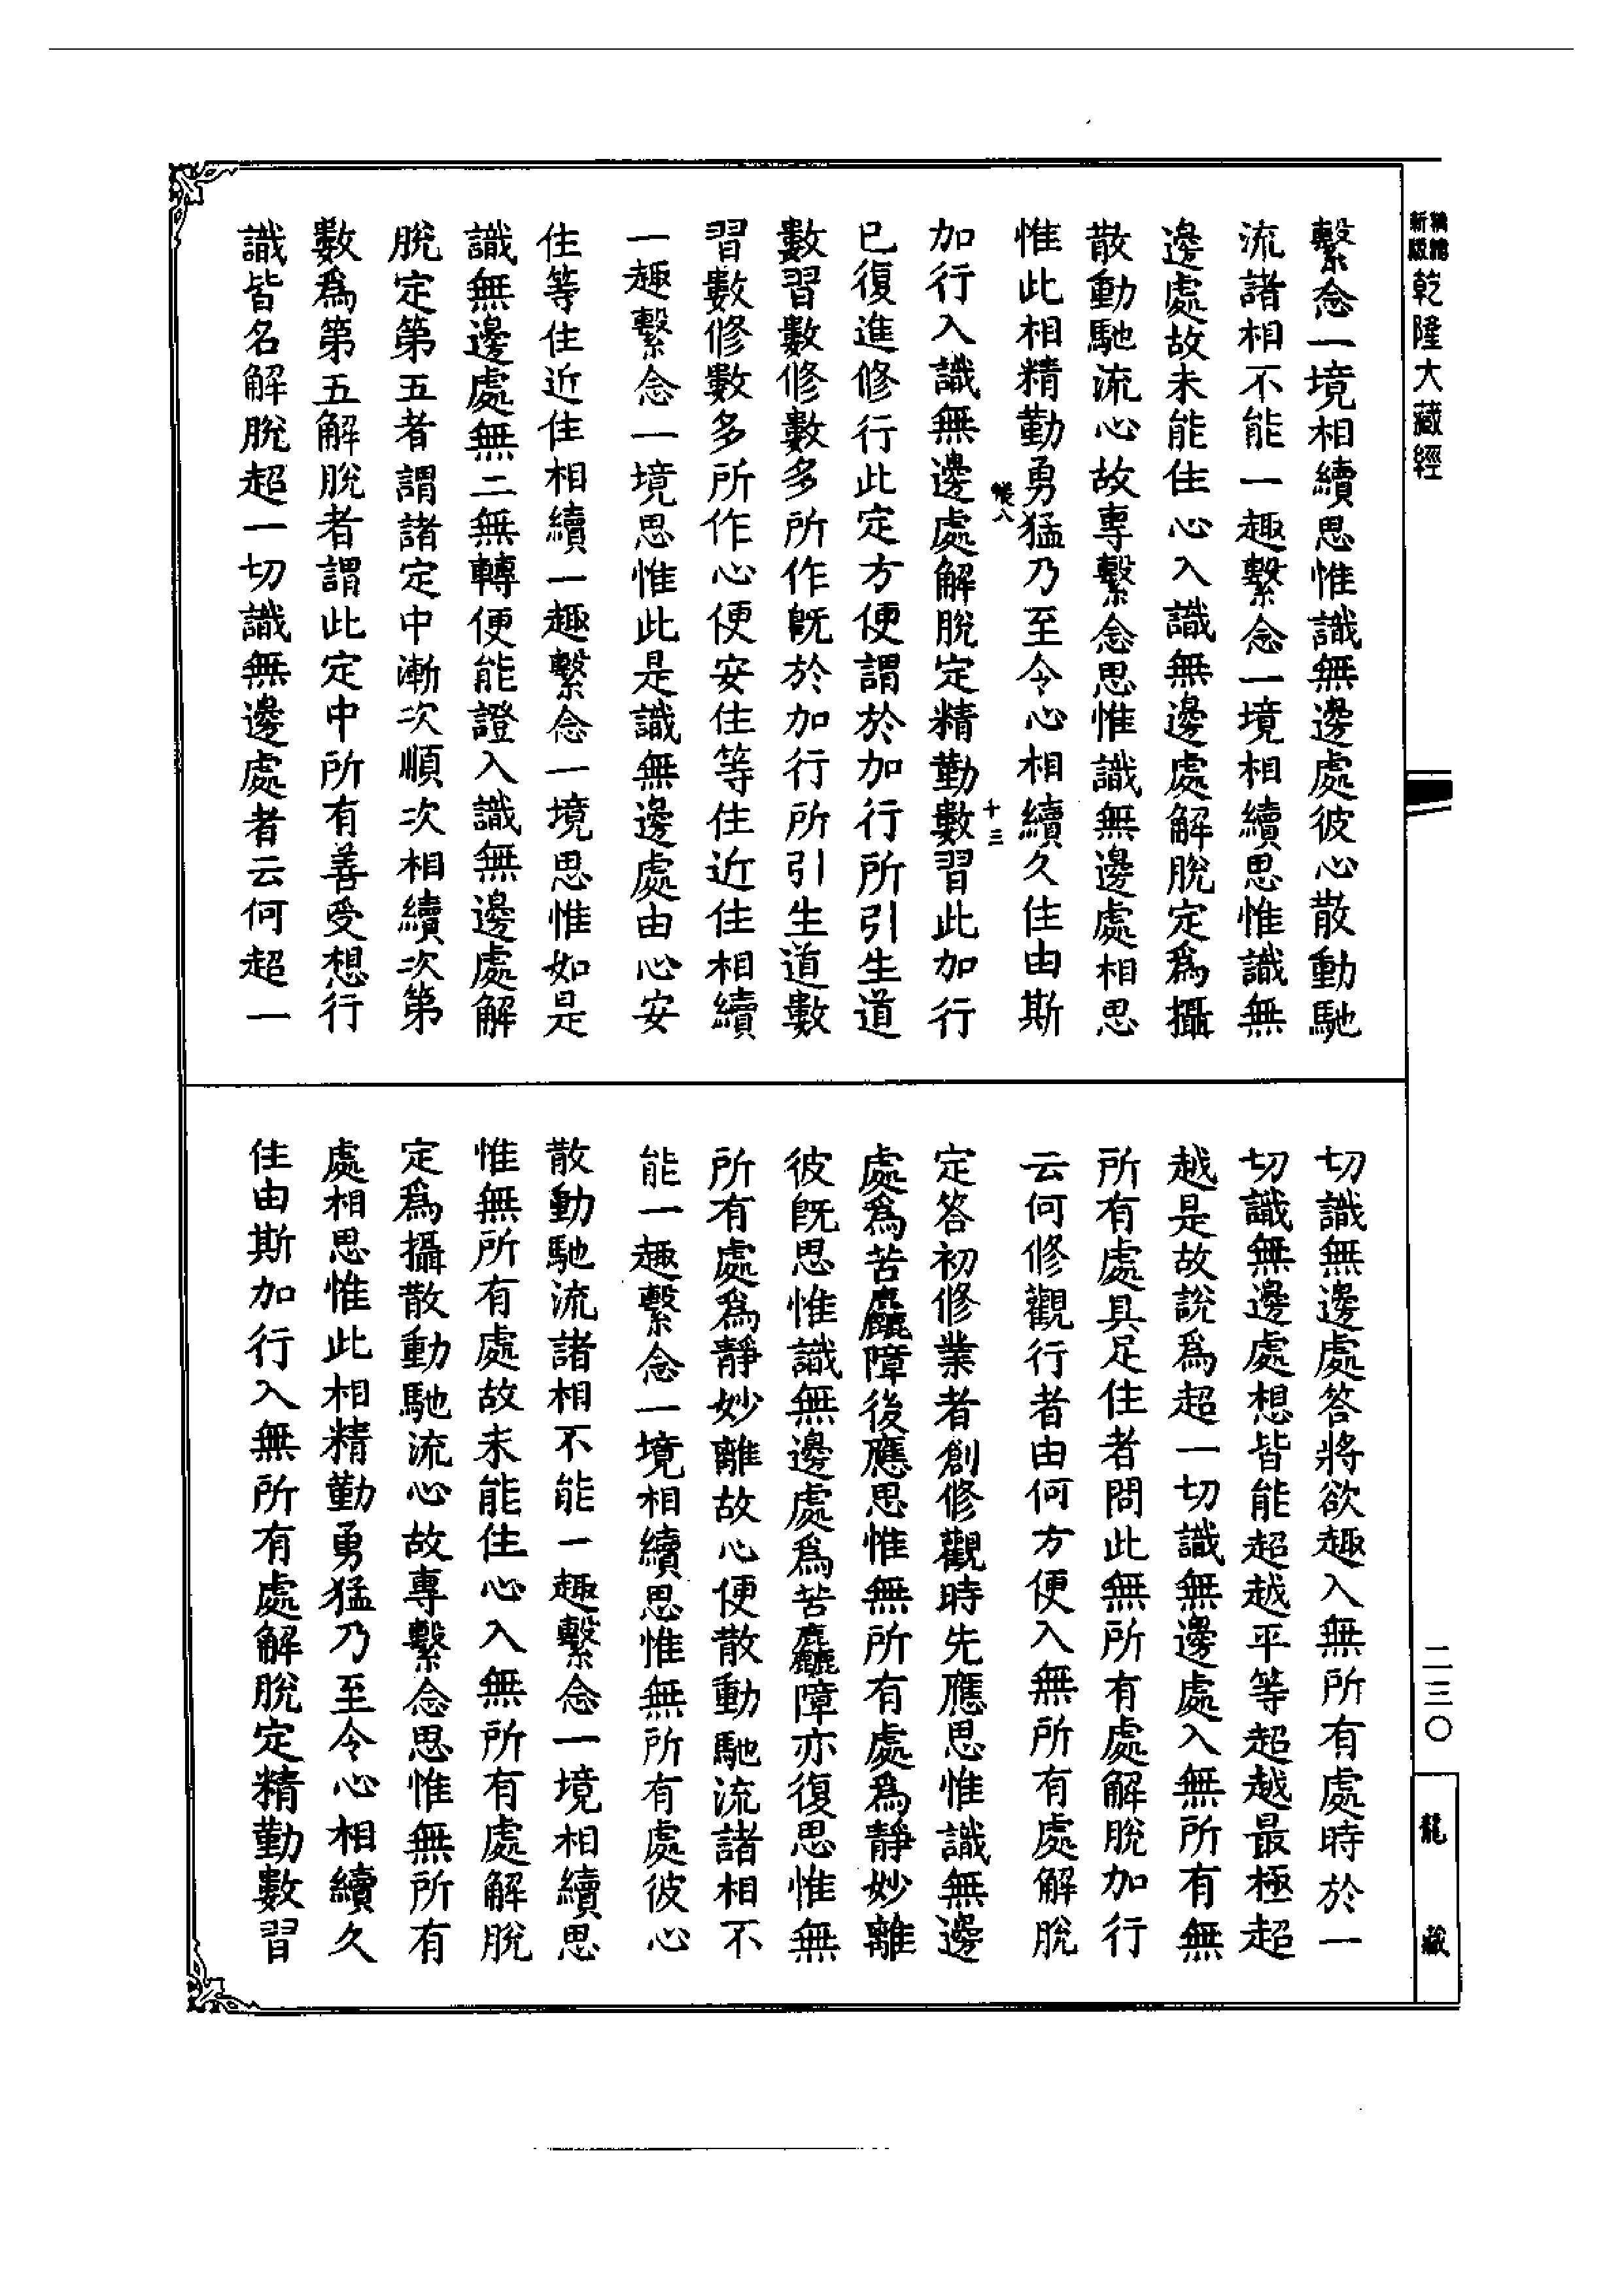 新版
乾隆大藏經
繫念一境相續思惟識無邊處彼心散動馳
流諸相不能一趣繫念一境相續思惟識無
邊處故未能住心入識無邊處解脫定為攝
散動馳流心故專繫念思惟識無邊處相思
惟此相精勤勇猛乃至令心相續久住由斯
帳八
十三
加行入識無邊處解脫定精勤數習此加行
已復進修行此定方便謂於加行所引生道
數習數修數多所作既於加行所引生道數
習數修數多所作心便安住等住近住相續
一趣繫念一境思惟此是識無邊處由心安
住等住近住相續一趣繫念一境思惟如是
識無邊處無二無轉便能證入識無邊處解
脫定第五者謂諸定中漸次順次相續次第
數為第五解脫者謂此定中所有善受想行
識皆名解脫超一切識無邊處者云何超一
切識無邊處答將欲趣入無所有處時於一
切識無邊處想皆能超越平等超越最極超
越是故說為超一切識無邊處入無所有無
所有處具足住者問此無所有處解脫加行
云何修觀行者由何方便入無所有處解脫
定答初修業者創修觀時先應思惟識無邊
處為苦麤障後應思惟無所有處為靜妙離
彼既思惟識無邊處為苦麤障亦復思惟無
所有處為靜妙離故心便散動馳流諸相不
能一趣繫念一境相續思惟無所有處彼心
散動馳流諸相不能一趣繫念一境相續思
惟無所有處故未能住心入無所有處解脫
定為攝散動馳流心故專繫念思惟無所有
處相思惟此相精勤勇猛乃至令心相續久
住由斯加行入無所有處解脫定精勤數習
二三〇
龍藏